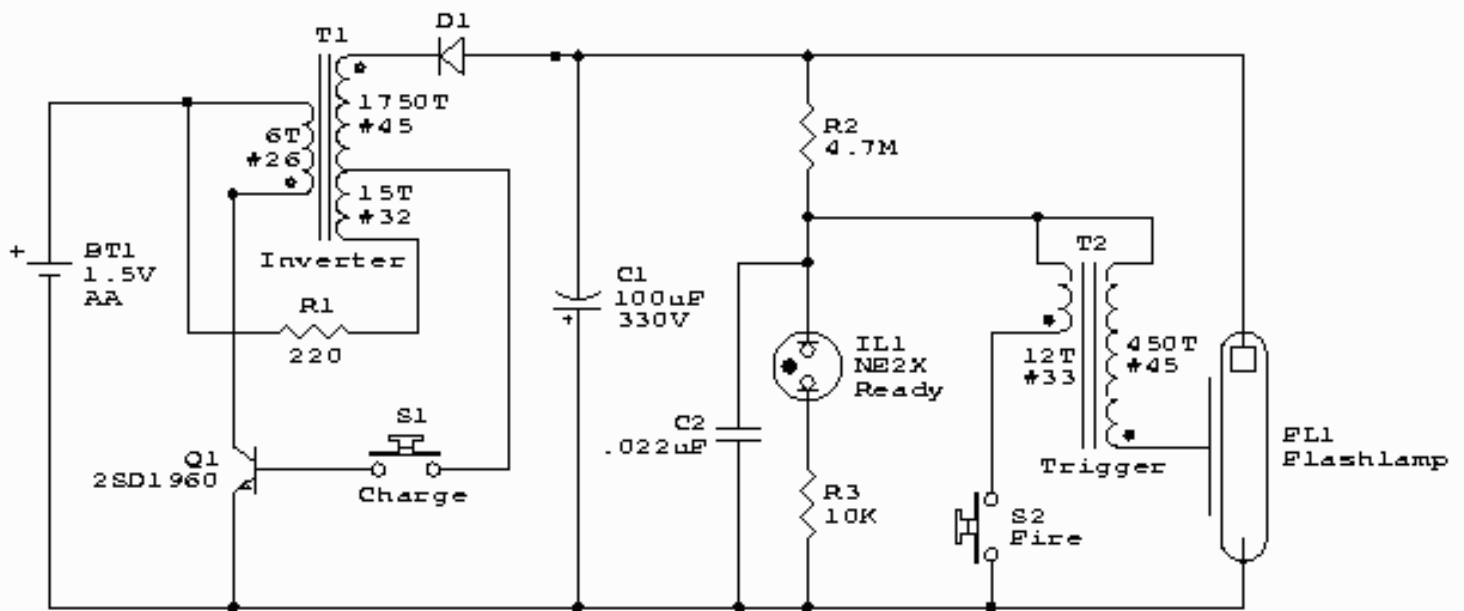 T1
D1
1750T
#45
6T
#26
15T
#32
Inverter
+
BT1
1.5V
AA
R1
220
C1
100uF
330V
+
R2
4.7M
T2
IL1
NE2X
Ready
12T
#33
450T
#45
S1
Charge
Q1
2SD1960
C2
.022uF
R3
10K
Trigger
S2
Fire
FL1
Flashlamp